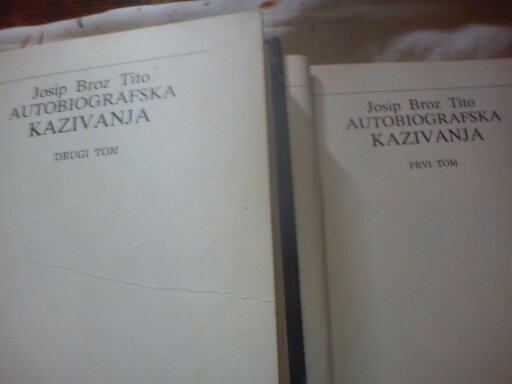 Josip Broz Tito
AUTOBIOGRAFSKA
KAZIVANJA
DRUGI TOM
Josip Broz Tito
AUTOBIOGRAFSKA
KAZIVANJA
PRVI TOM